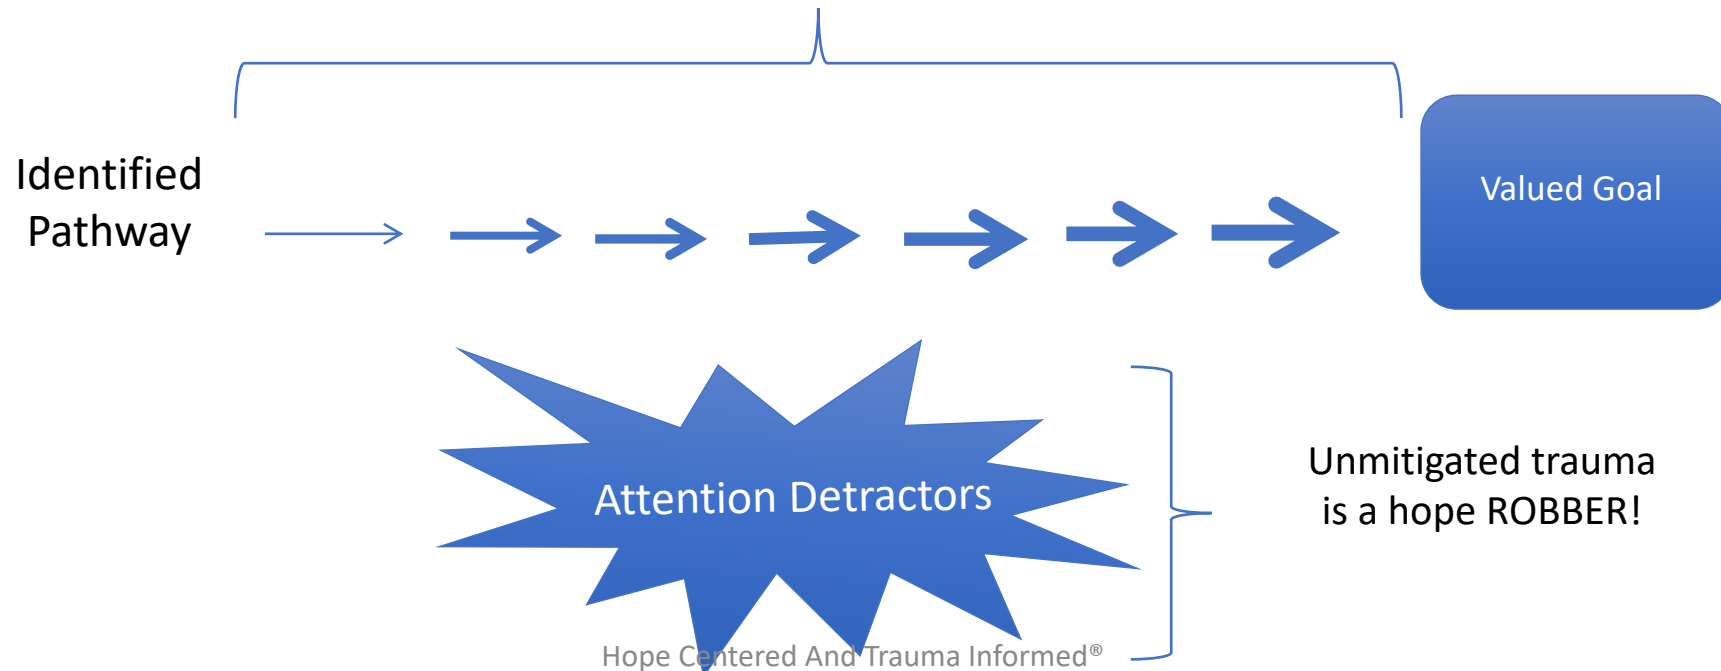 Identified
Pathway
Valued Goal
Attention Detractors
Unmitigated trauma
is a hope ROBBER!
Hope Centered And Trauma Informed®